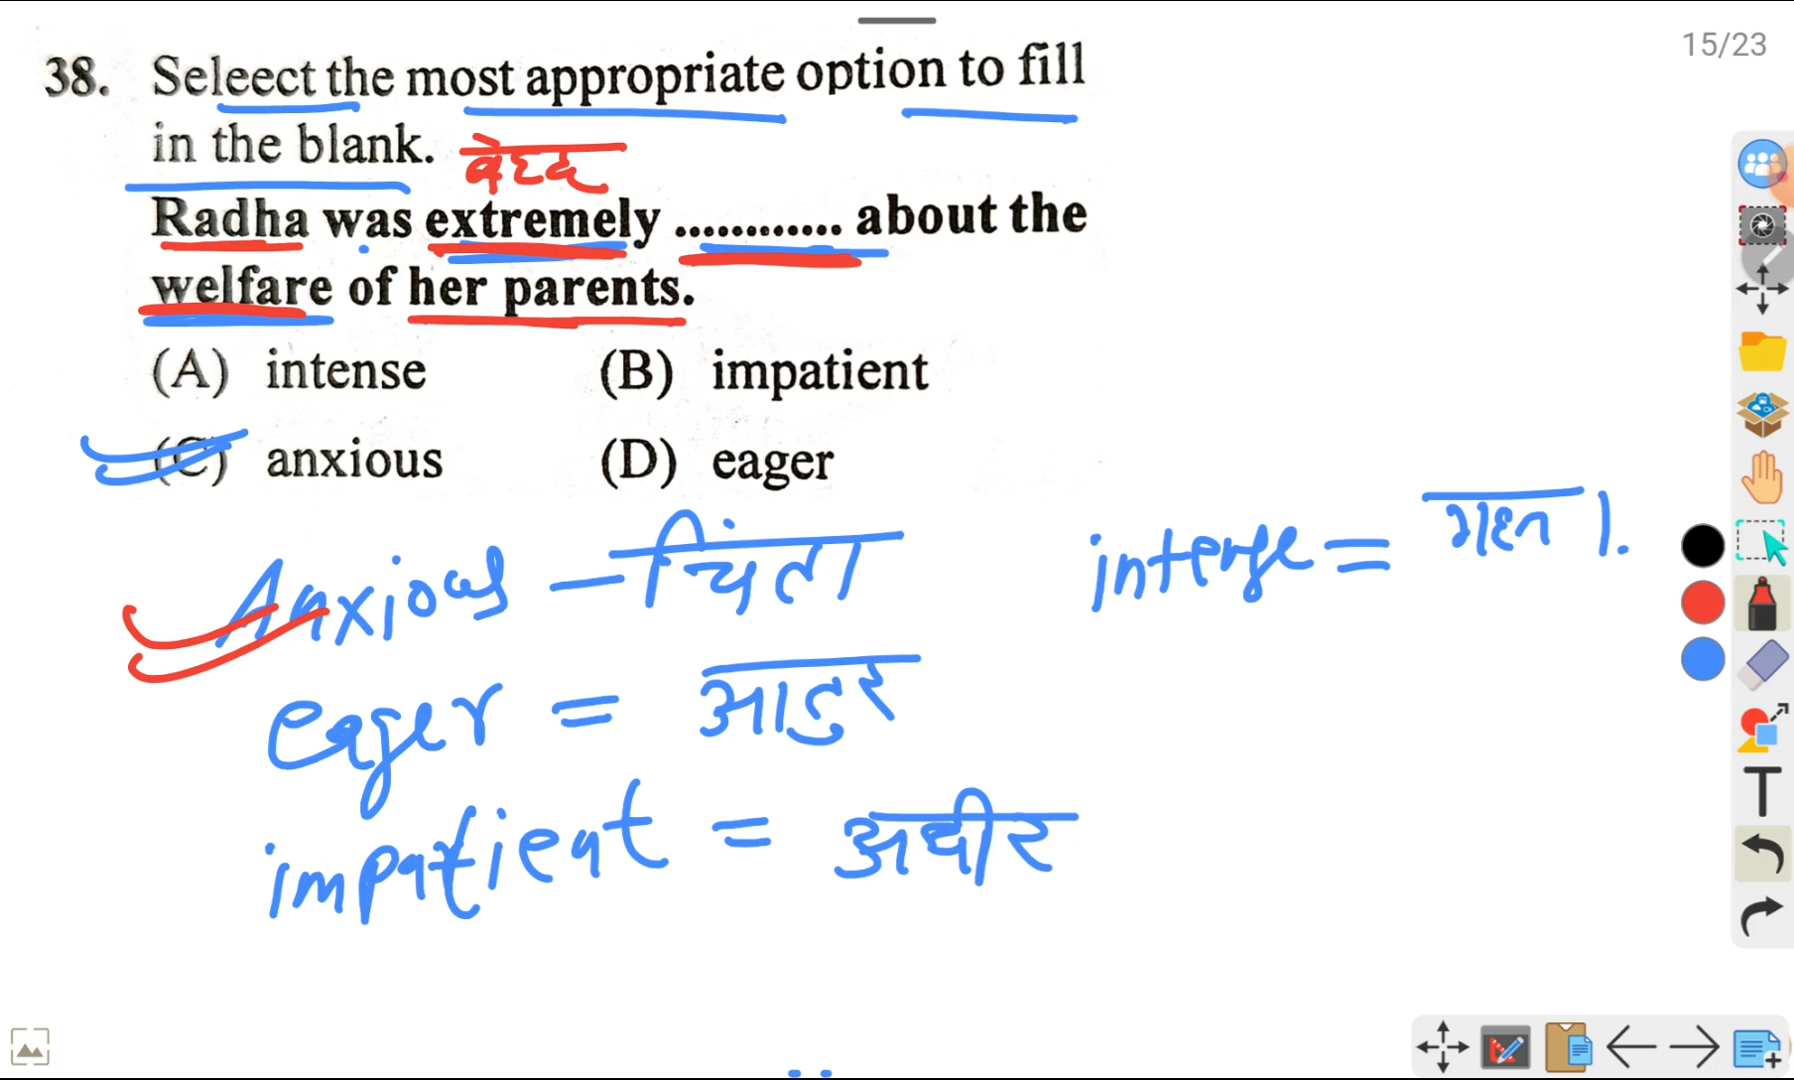 15/23
38. Seleect the most appropriate option to fill
in the blank.
बेहद
Radha was extremely ............ about the
welfare of her parents.
(A) intense (B) impatient
(C) anxious (D) eager
Anxious – चिंता
intense = गहन ।.
eager = आतुर
impatient = अधीर
T